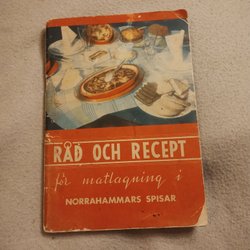 RÅD OCH RECEPT
för matlagning i
NORRAHAMMARS SPISAR